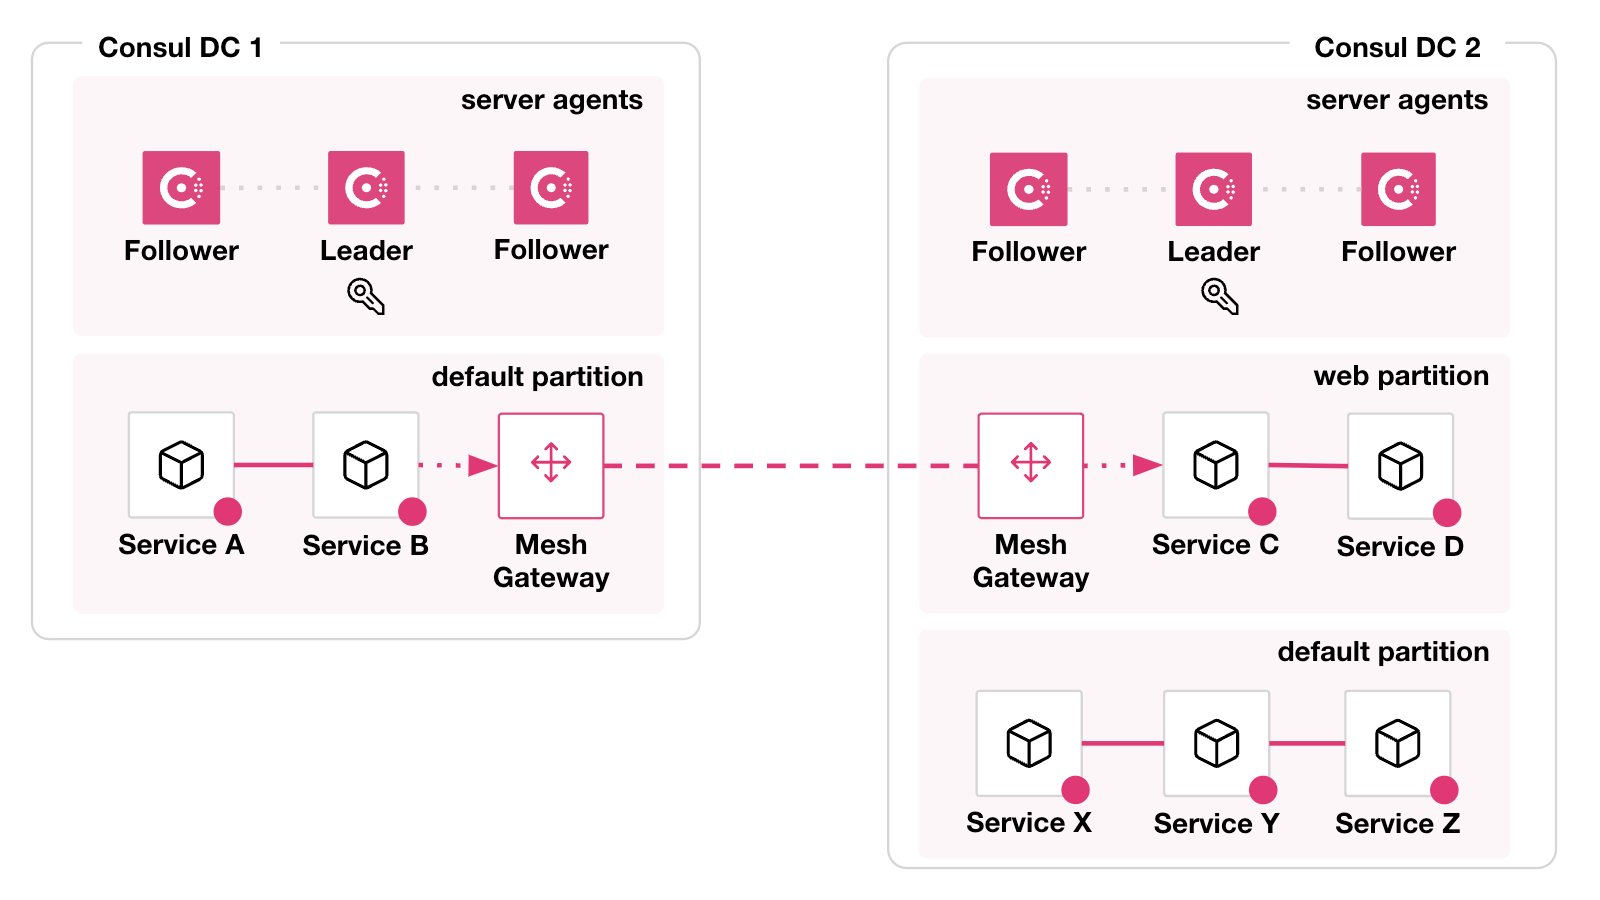 Consul DC 1
server agents
Follower
Leader
Follower
default partition
Service A
Service B
Mesh
Gateway
Consul DC 2
server agents
Follower
Leader
Follower
web partition
Mesh
Gateway
Service C
Service D
default partition
Service X
Service Y
Service Z